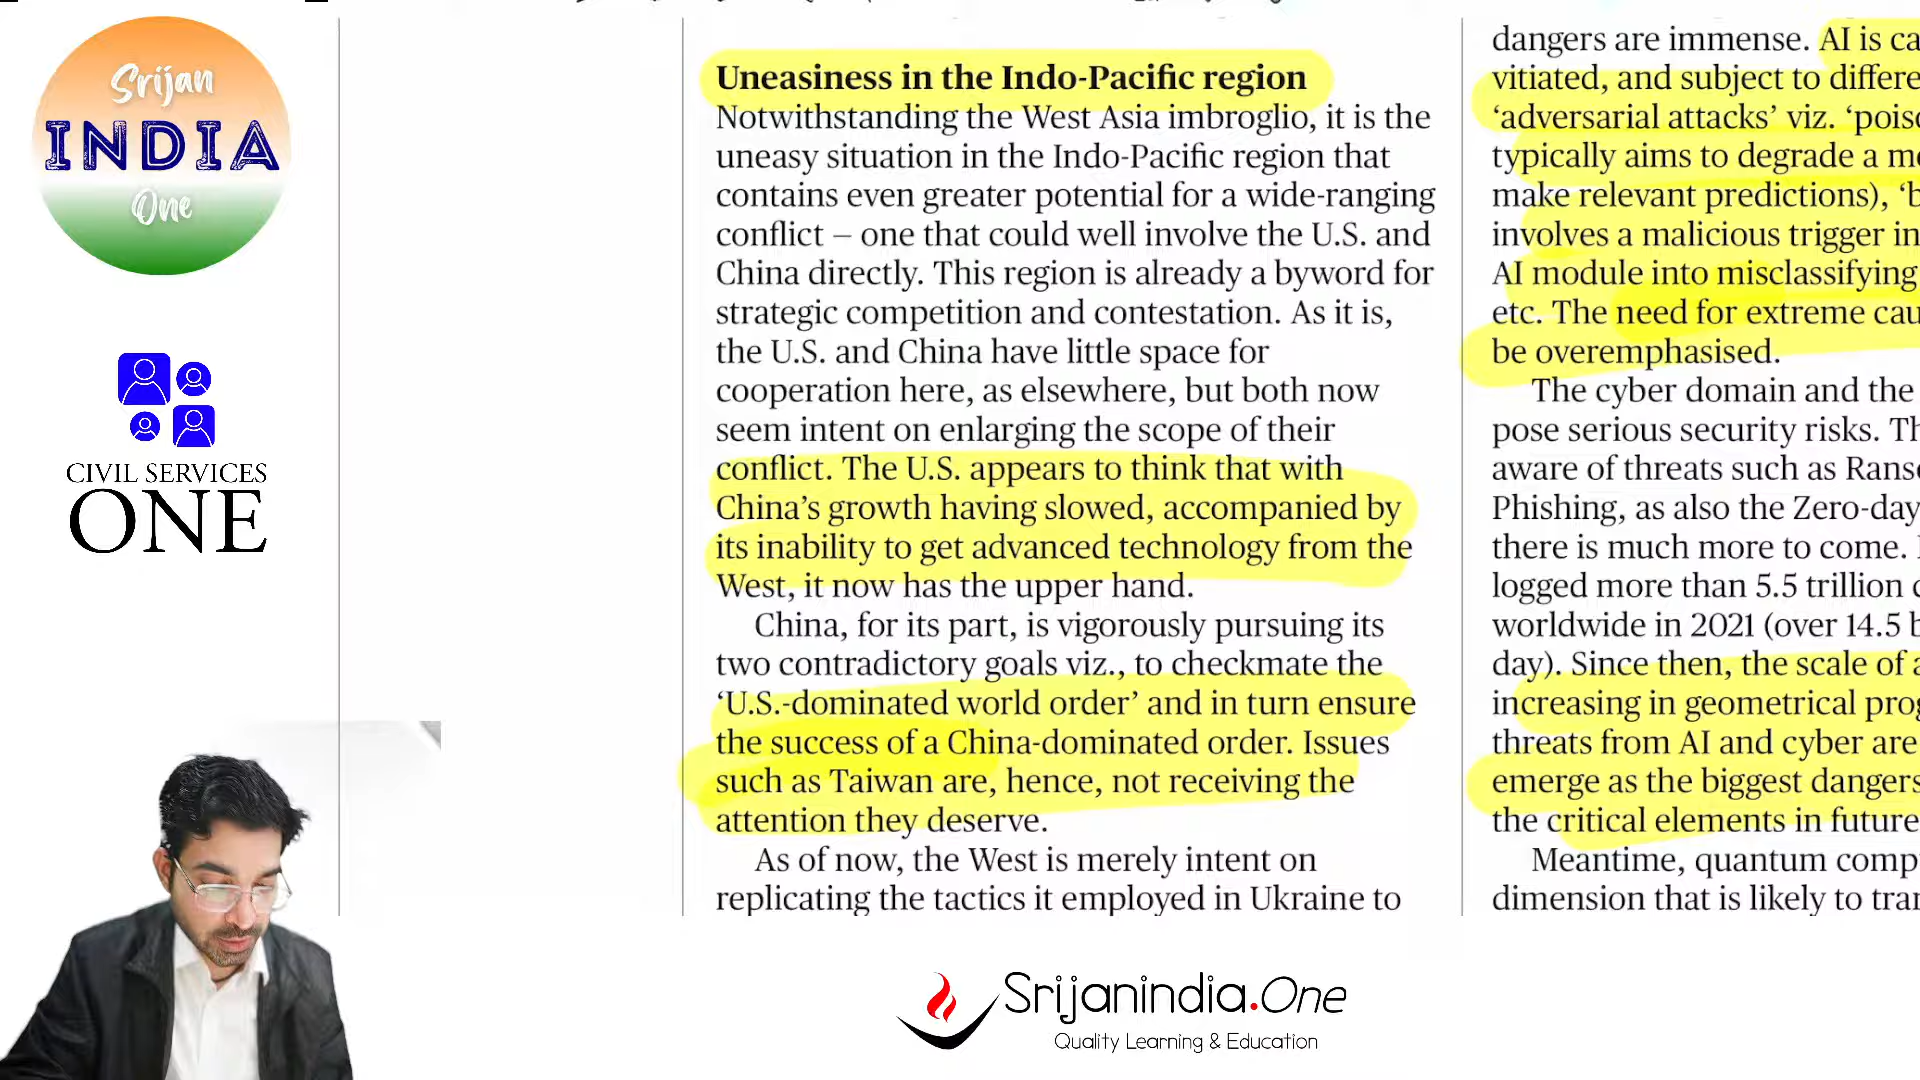 Srijan
INDIA
One
CIVIL SERVICES
ONE
Uneasiness in the Indo-Pacific region
Notwithstanding the West Asia imbroglio, it is the
uneasy situation in the Indo-Pacific region that
contains even greater potential for a wide-ranging
conflict — one that could well involve the U.S. and
China directly. This region is already a byword for
strategic competition and contestation. As it is,
the U.S. and China have little space for
cooperation here, as elsewhere, but both now
seem intent on enlarging the scope of their
conflict. The U.S. appears to think that with
China’s growth having slowed, accompanied by
its inability to get advanced technology from the
West, it now has the upper hand.
China, for its part, is vigorously pursuing its
two contradictory goals viz., to checkmate the
‘U.S.-dominated world order’ and in turn ensure
the success of a China-dominated order. Issues
such as Taiwan are, hence, not receiving the
attention they deserve.
As of now, the West is merely intent on
replicating the tactics it employed in Ukraine to
dangers are immense. AI is
vitiated, and subject to
‘adversarial attacks’ viz.
typically aims to degrade a
make relevant predictions),
involves a malicious trigger
AI module into misclassifying
etc. The need for extreme
be overemphasised.
The cyber domain and the
pose serious security risks.
aware of threats such as
Phishing, as also the Zero-day
there is much more to come.
logged more than 5.5 trillion
worldwide in 2021 (over 14.5
day). Since then, the scale of
increasing in geometrical
threats from AI and cyber are
emerge as the biggest dangers
the critical elements in future
Meantime, quantum
dimension that is likely to
Srijanindia.One
Quality Learning & Education